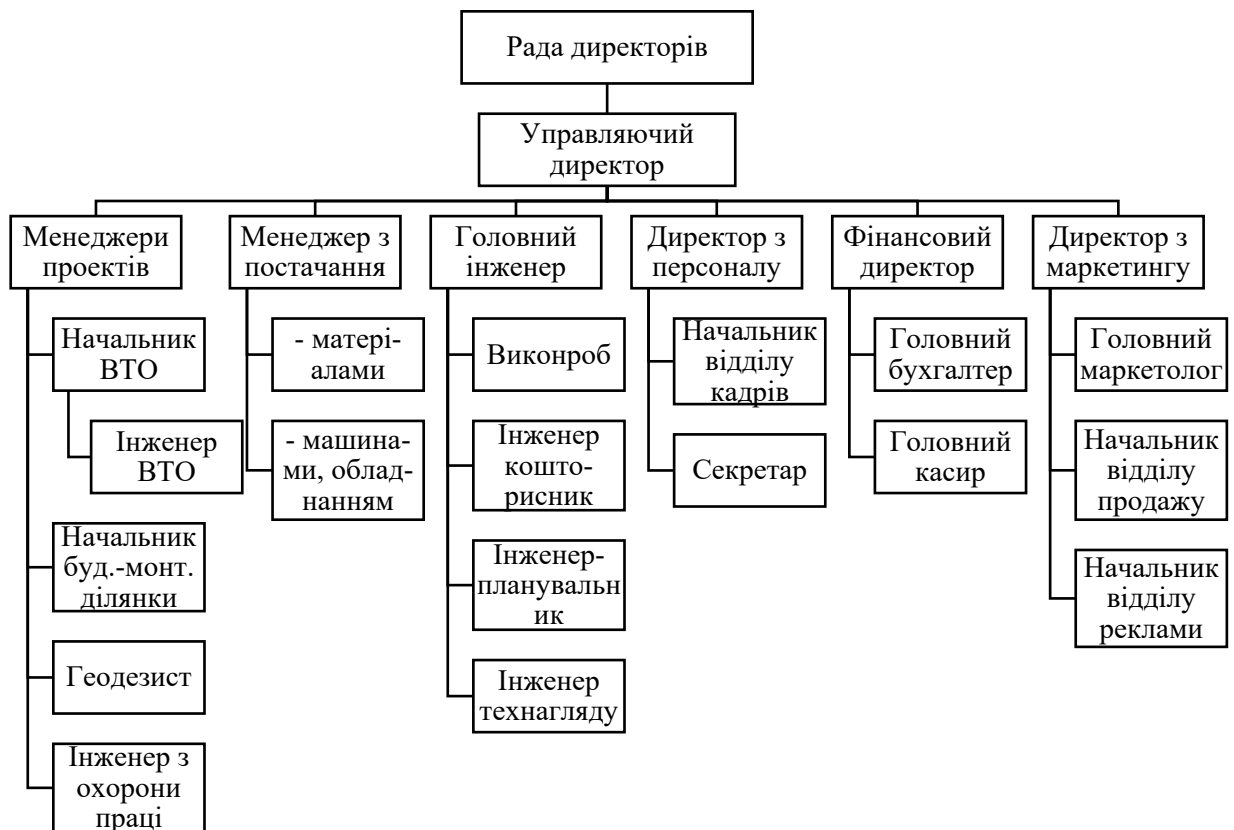 Рада директорів
Управляючий
директор
Менеджери
проектів
Менеджер з
постачання
Головний
інженер
Директор з
персоналу
Фінансовий
директор
Директор з
маркетингу
Начальник
ВТО
Інженер
ВТО
Начальник
буд.-монт.
ділянки
Геодезист
Інженер з
охорони
праці
- матері-
алами
- машина-
ми, облад-
нанням
Виконроб
Інженер
кошто-
рисник
Інженер-
планувальн
ик
Інженер
технагляду
Начальник
відділу
кадрів
Секретар
Головний
бухгалтер
Головний
касир
Головний
маркетолог
Начальник
відділу
продажу
Начальник
відділу
реклами